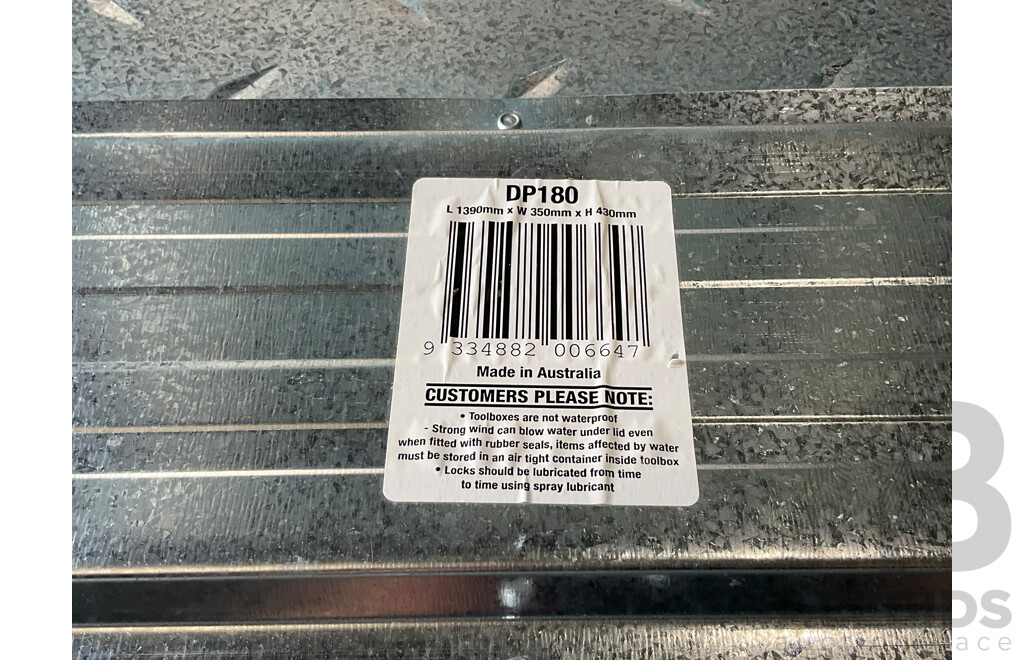 DP180
L 1390mm x W 350mm x H 430mm
9 334882 006647
Made in Australia
CUSTOMERS PLEASE NOTE:
• Toolboxes are not waterproof
- Strong wind can blow water under lid even
when fitted with rubber seals, items affected by water
must be stored in an air tight container inside toolbox
• Locks should be lubricated from time
to time using spray lubricant